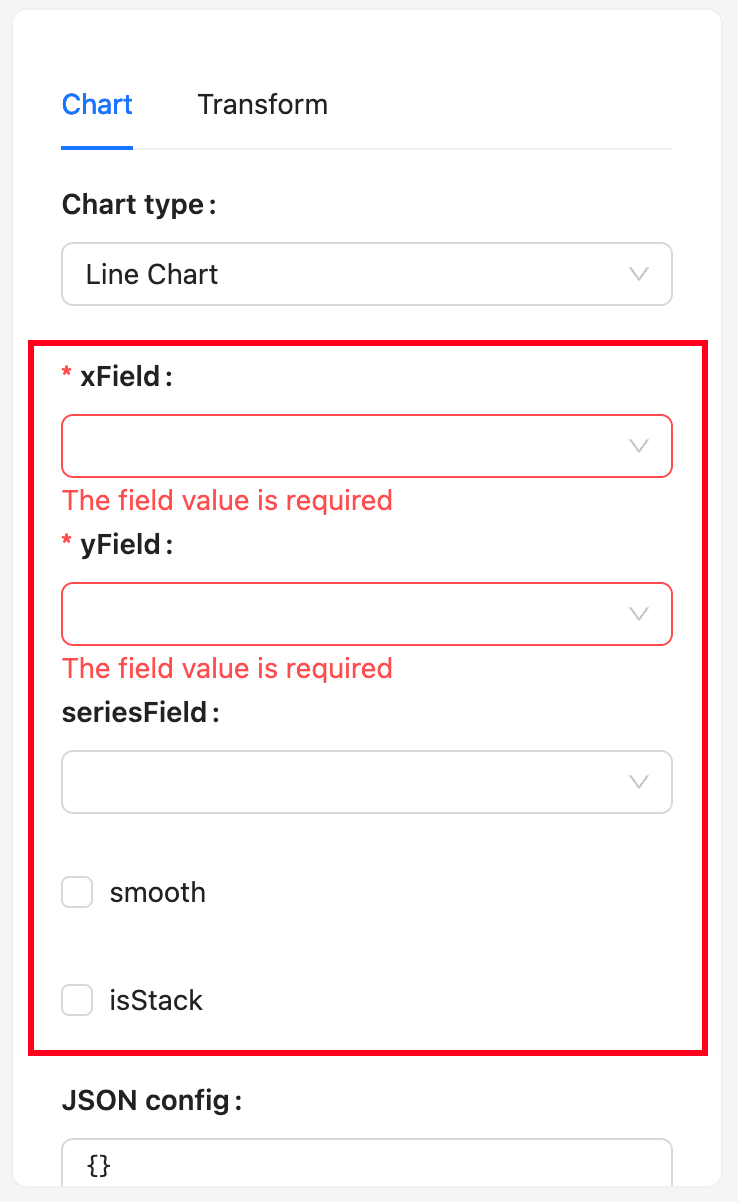 Chart Transform
Chart type:
Line Chart
* xField:
The field value is required
* yField:
The field value is required
seriesField:
smooth
isStack
JSON config:
{}